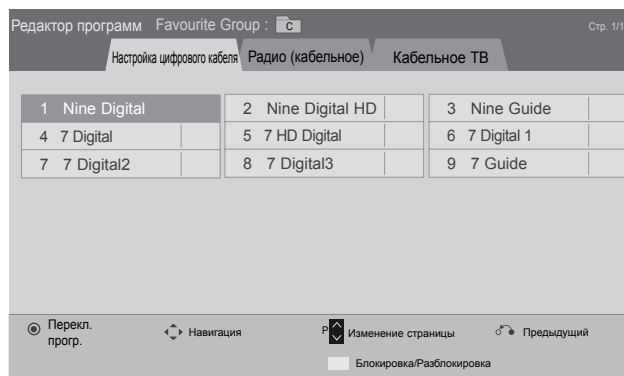 Редактор программ Favourite Group : C Стр. 1/1
Настройка цифрового кабеля Радио (кабельное) Кабельное ТВ
1 Nine Digital 2 Nine Digital HD 3 Nine Guide
4 7 Digital 5 7 HD Digital 6 7 Digital 1
7 7 Digital2 8 7 Digital3 9 7 Guide
Перекл. прогр. Навигация P Изменение страницы Предыдущий
Блокировка/Разблокировка